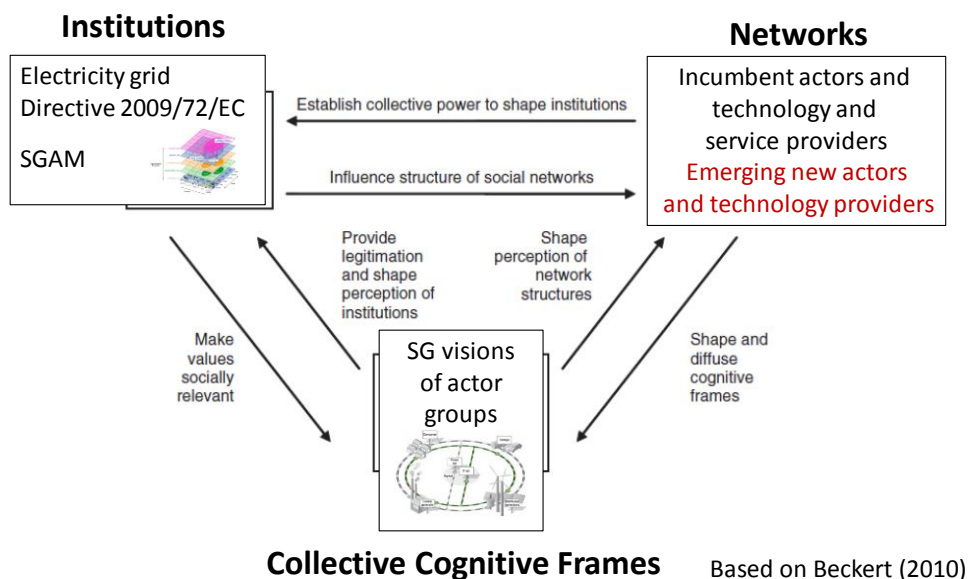 Institutions
Networks
Electricity grid
Directive 2009/72/EC
SGAM
Incumbent actors and
technology and
service providers
Emerging new actors
and technology providers
Establish collective power to shape institutions
Influence structure of social networks
Provide
legitimation
and shape
perception of
institutions
Shape
perception of
network
structures
Make
values
socially
relevant
SG visions
of actor
groups
Shape and
diffuse
cognitive
frames
Collective Cognitive Frames
Based on Beckert (2010)